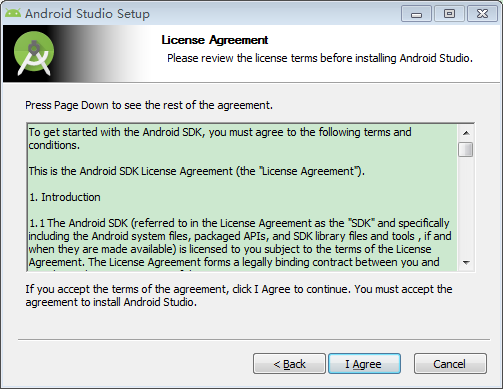 Android Studio Setup
License Agreement
Please review the license terms before installing Android Studio.
Press Page Down to see the rest of the agreement.
To get started with the Android SDK, you must agree to the following terms and
conditions.
This is the Android SDK License Agreement (the "License Agreement").
1. Introduction
1.1 The Android SDK (referred to in the License Agreement as the "SDK" and specifically
including the Android system files, packaged APIs, and SDK library files and tools , if and
when they are made available) is licensed to you subject to the terms of the License
Agreement. The License Agreement forms a legally binding contract between you and
If you accept the terms of the agreement, click I Agree to continue. You must accept the
agreement to install Android Studio.
< Back
I Agree
Cancel